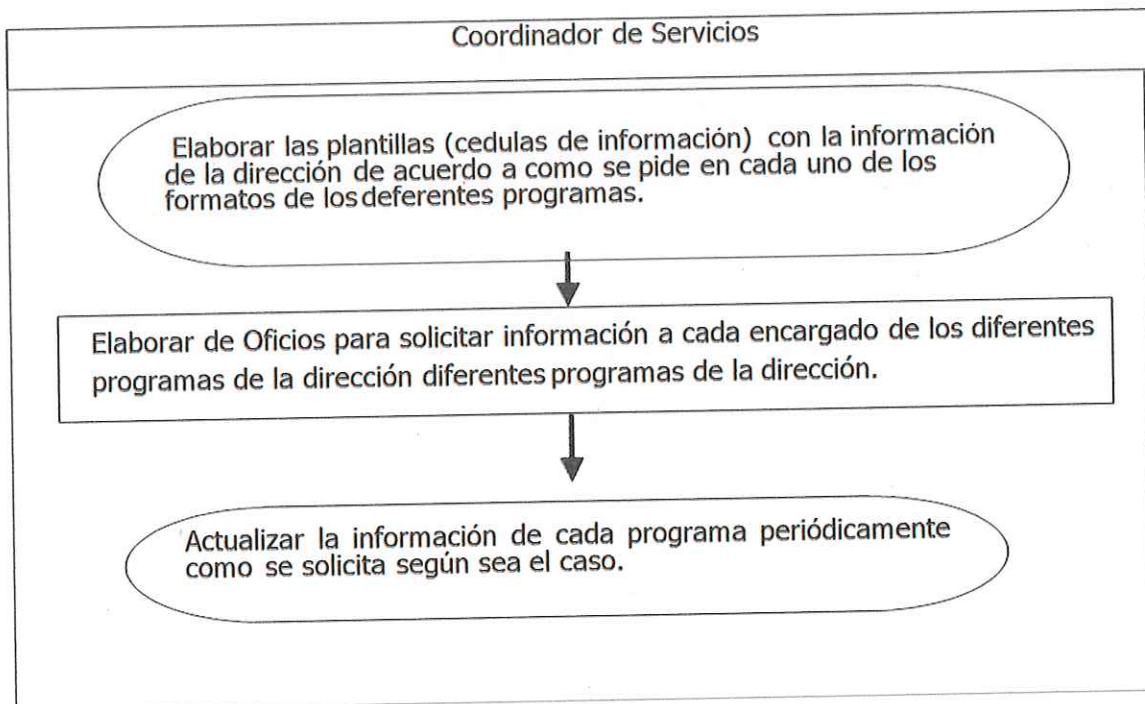 Coordinador de Servicios
Elaborar las plantillas (cedulas de información) con la información
de la dirección de acuerdo a como se pide en cada uno de los
formatos de los deferentes programas.
Elaborar de Oficios para solicitar información a cada encargado de los diferentes
programas de la dirección diferentes programas de la dirección.
Actualizar la información de cada programa periódicamente
como se solicita según sea el caso.